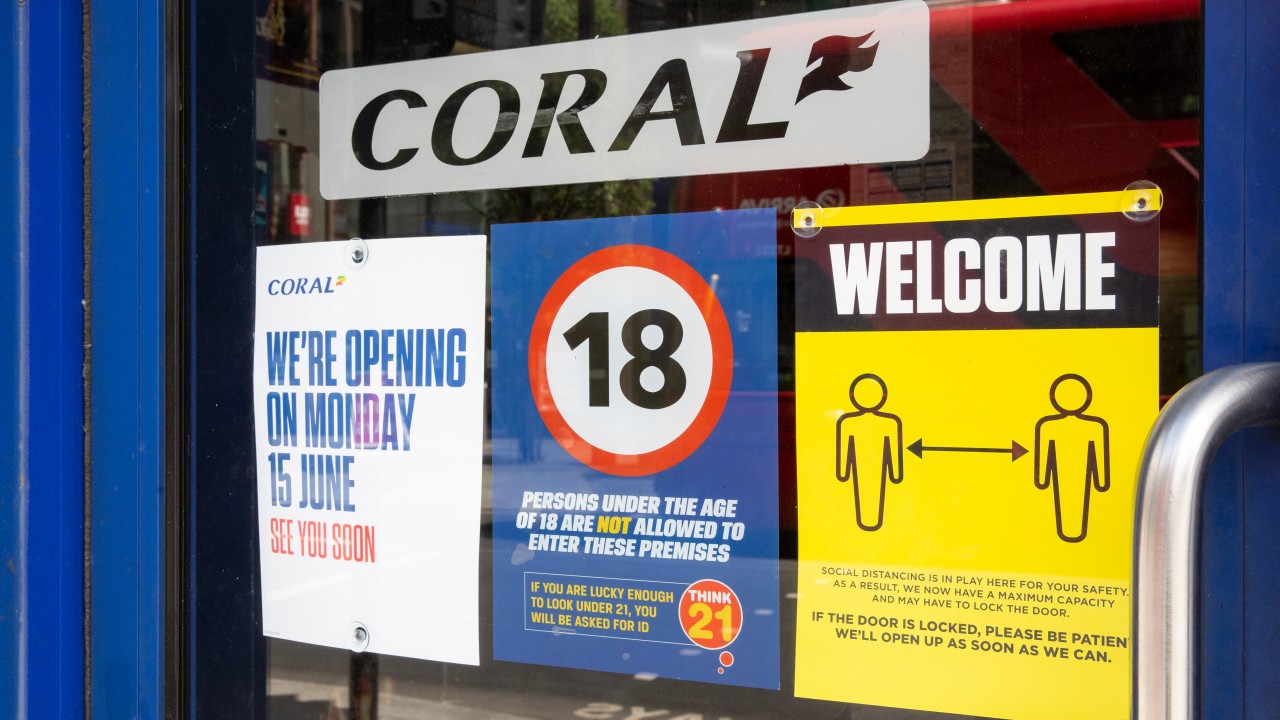 CORAL
CORAL
WE'RE OPENING
ON MONDAY
15 JUNE
SEE YOU SOON
18
PERSONS UNDER THE AGE
OF 18 ARE NOT ALLOWED TO
ENTER THESE PREMISES
IF YOU ARE LUCKY ENOUGH
TO LOOK UNDER 21, YOU
WILL BE ASKED FOR ID
THINK
21
WELCOME
SOCIAL DISTANCING IS IN PLAY HERE FOR YOUR SAFETY.
AS A RESULT, WE NOW HAVE A MAXIMUM CAPACITY
AND MAY HAVE TO LOCK THE DOOR.
IF THE DOOR IS LOCKED, PLEASE BE PATIEN
WE'LL OPEN UP AS SOON AS WE CAN.
ARRIVA